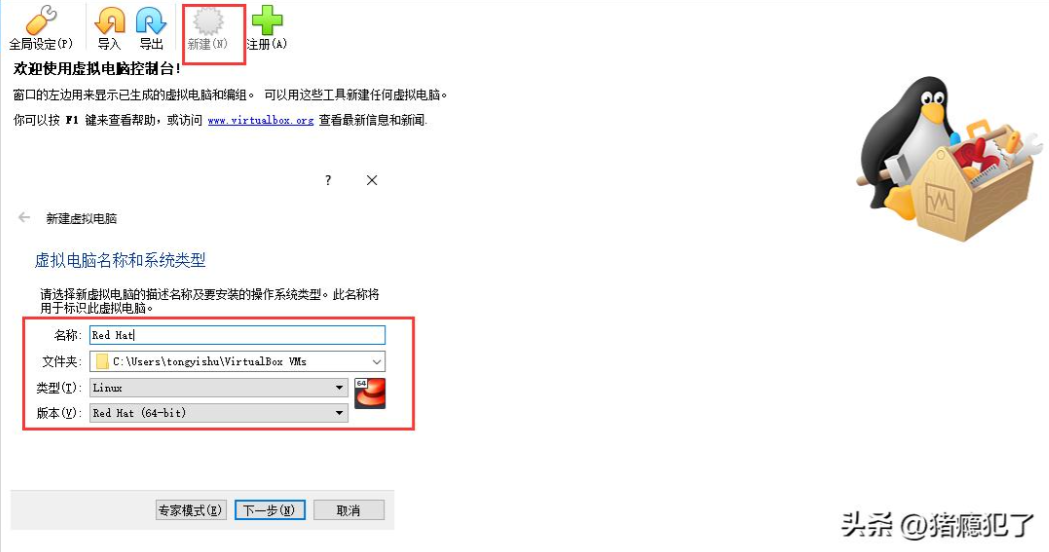 全局设定(P) 导入 导出 新建(N) 注册(A)
欢迎使用虚拟电脑控制台!
窗口的左边用来显示已生成的虚拟电脑和编组。 可以用这些工具新建任何虚拟电脑。
你可以按 F1 键来查看帮助，或访问 www.virtualbox.org 查看最新信息和新闻.
? ×
← 新建虚拟电脑
虚拟电脑名称和系统类型
请选择新虚拟电脑的描述名称及要安装的操作系统类型。此名称将
用于标识此虚拟电脑。
名称: Red Hat
文件夹: C:\Users\tongyishu\VirtualBox VMs
类型(T): Linux
64
版本(V): Red Hat (64-bit)
专家模式(E) 下一步(N) 取消
头条 @猪瘾犯了